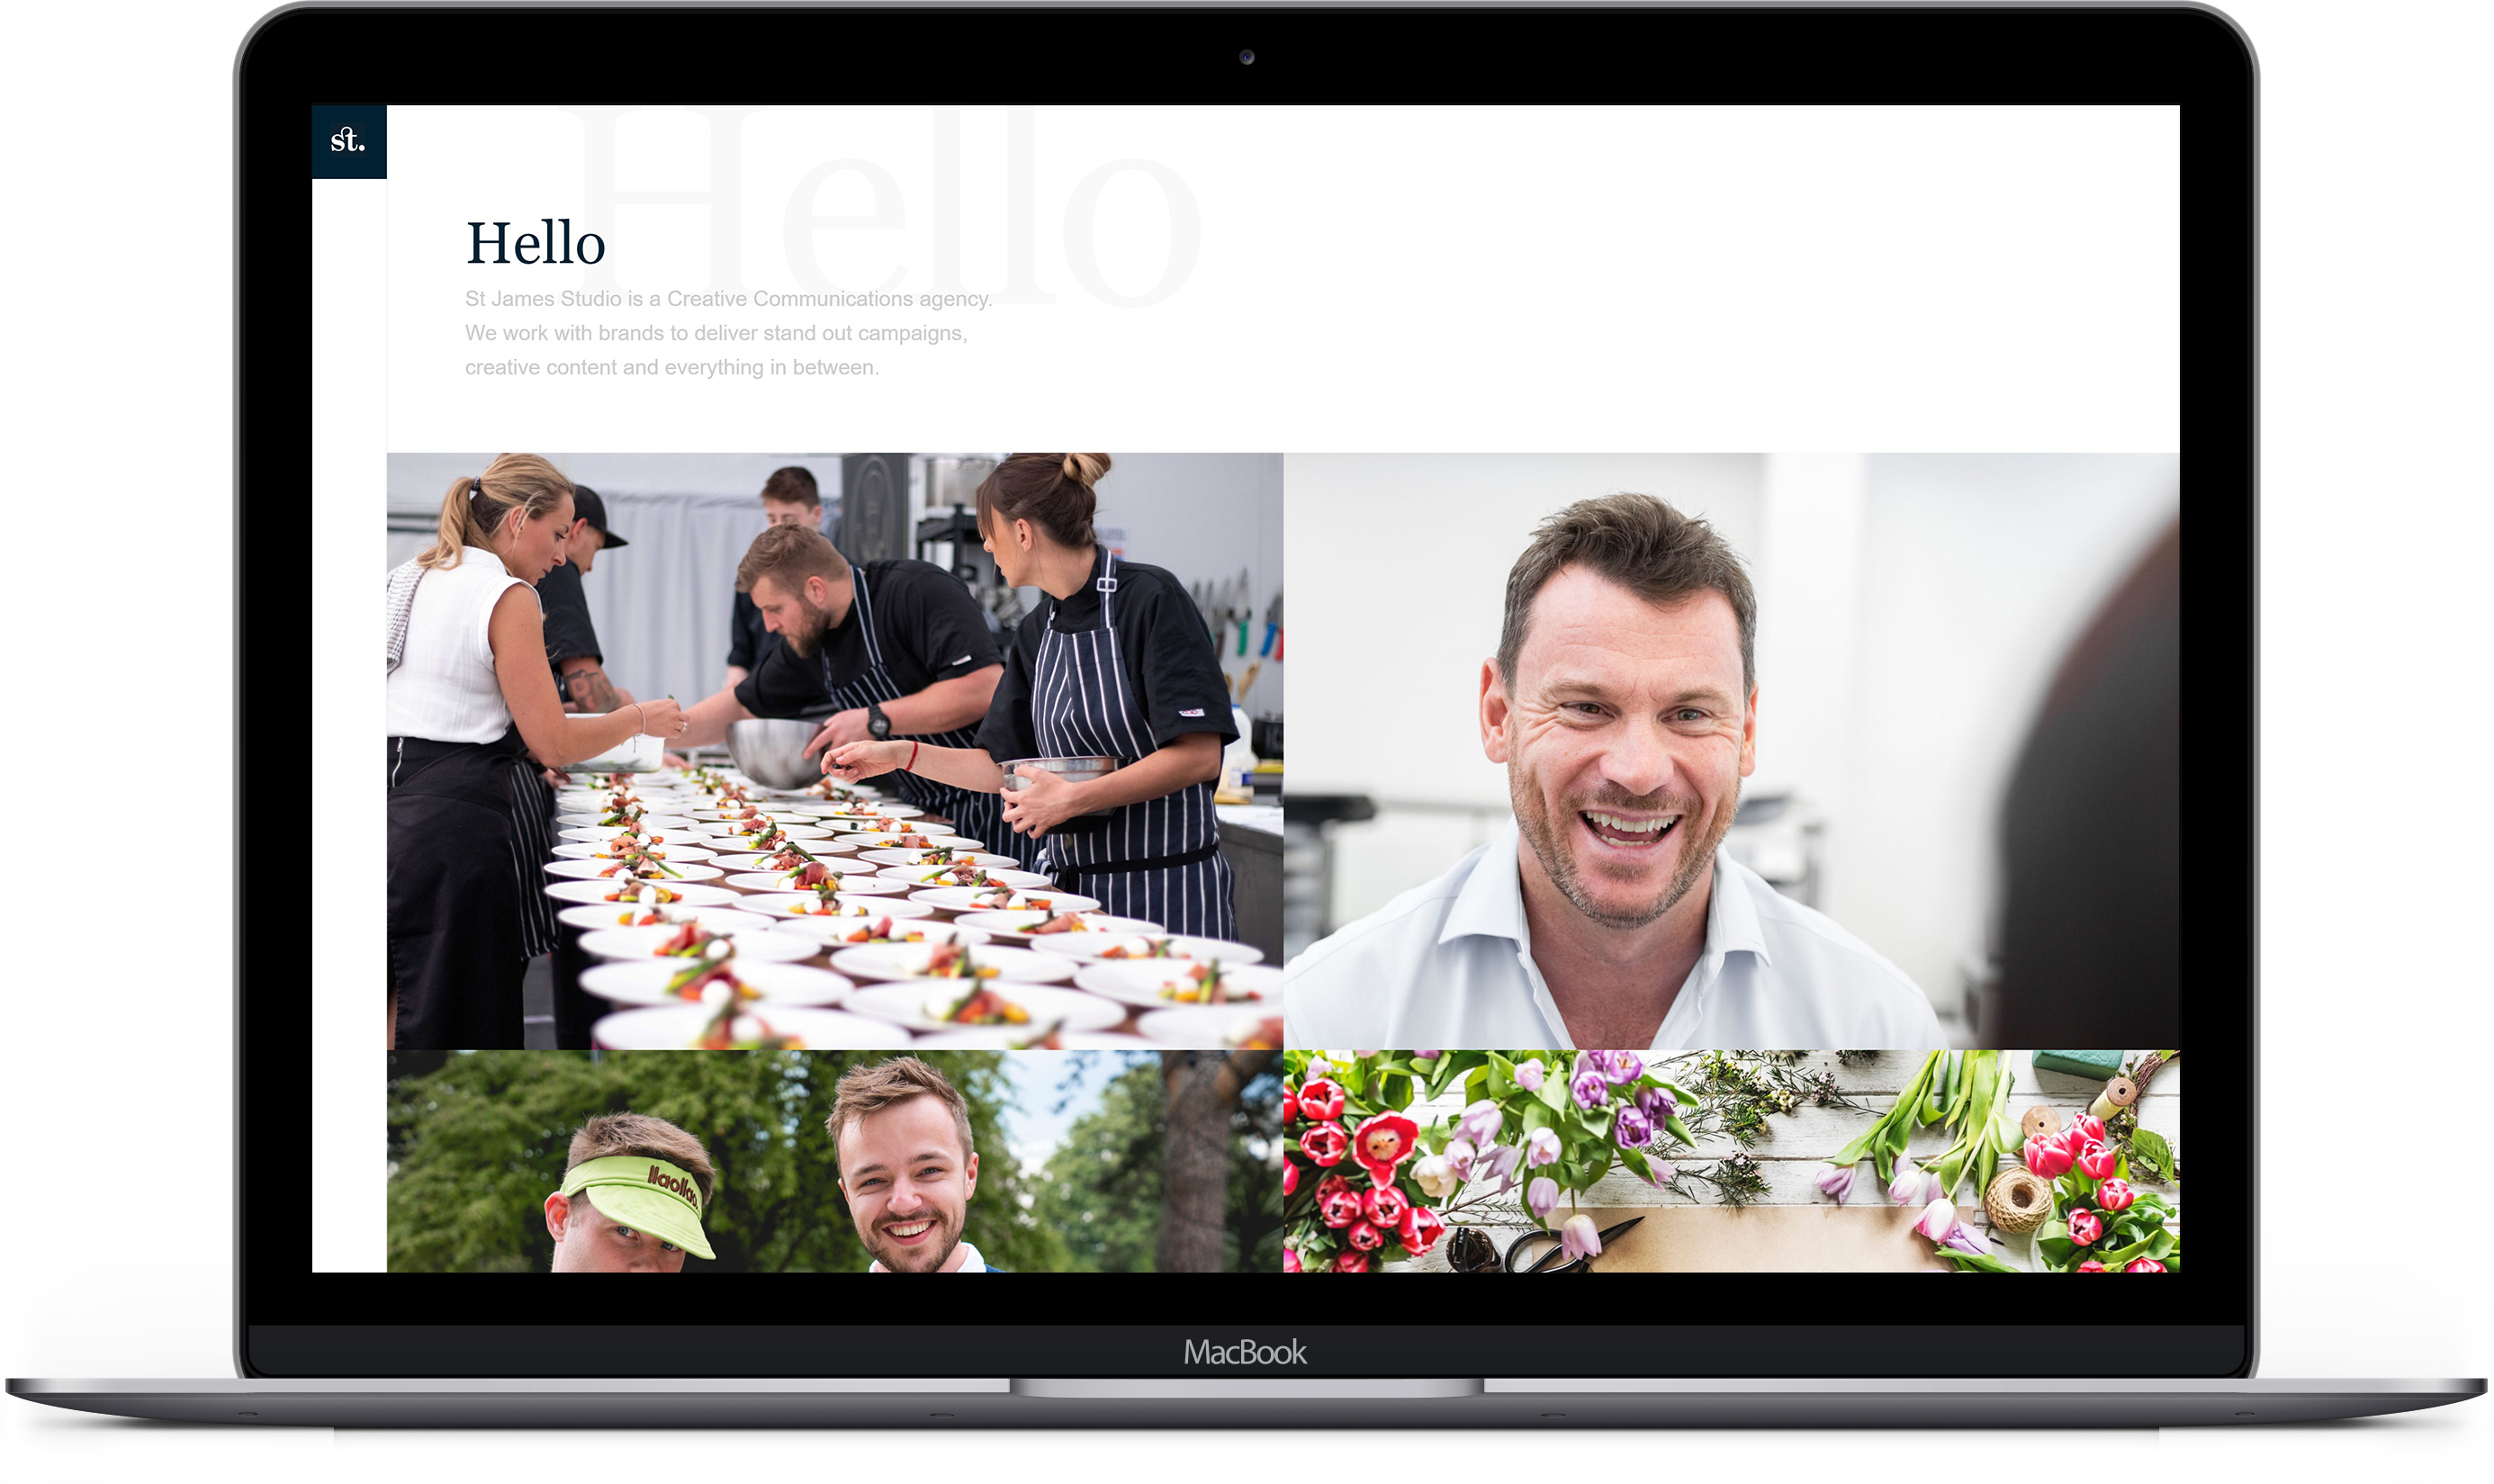 st.
Hello
Hello
St James Studio is a Creative Communications agency.
We work with brands to deliver stand out campaigns,
creative content and everything in between.
llaollao
MacBook